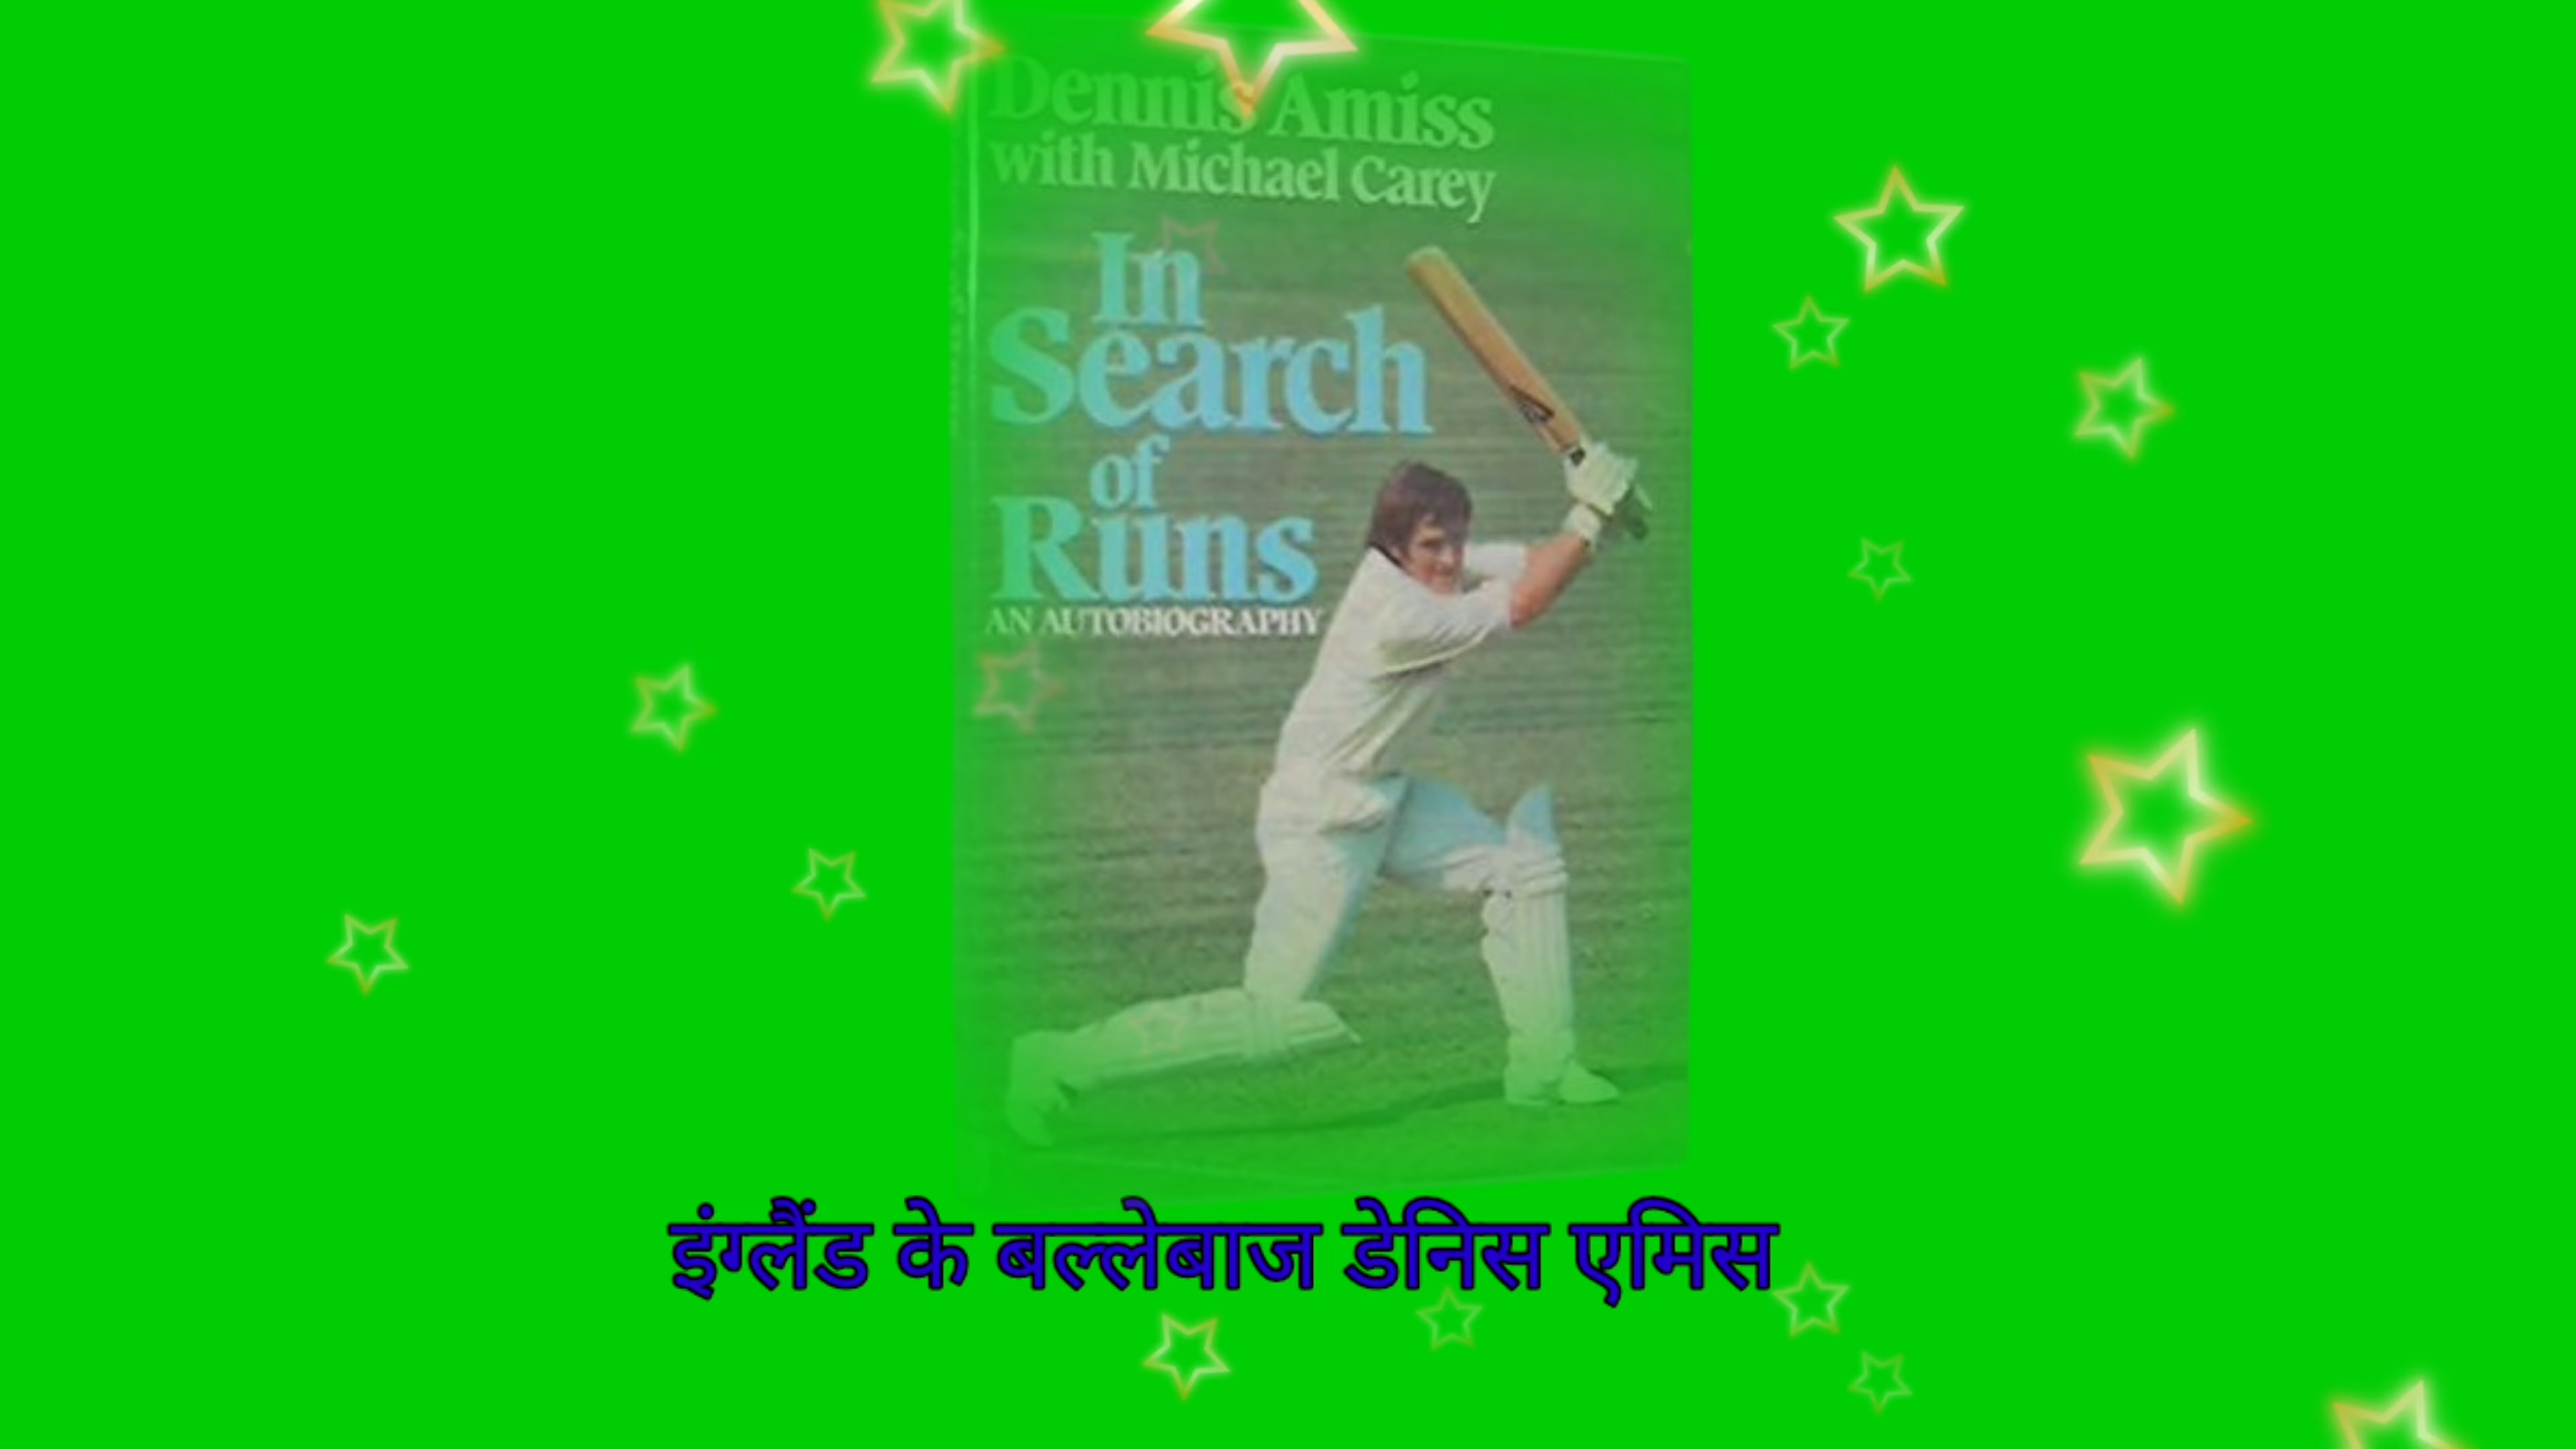 Dennis Amiss
with Michael Carey
In
Search
of
Runs
AN AUTOBIOGRAPHY
इंग्लैंड के बल्लेबाज डेनिस एमिस